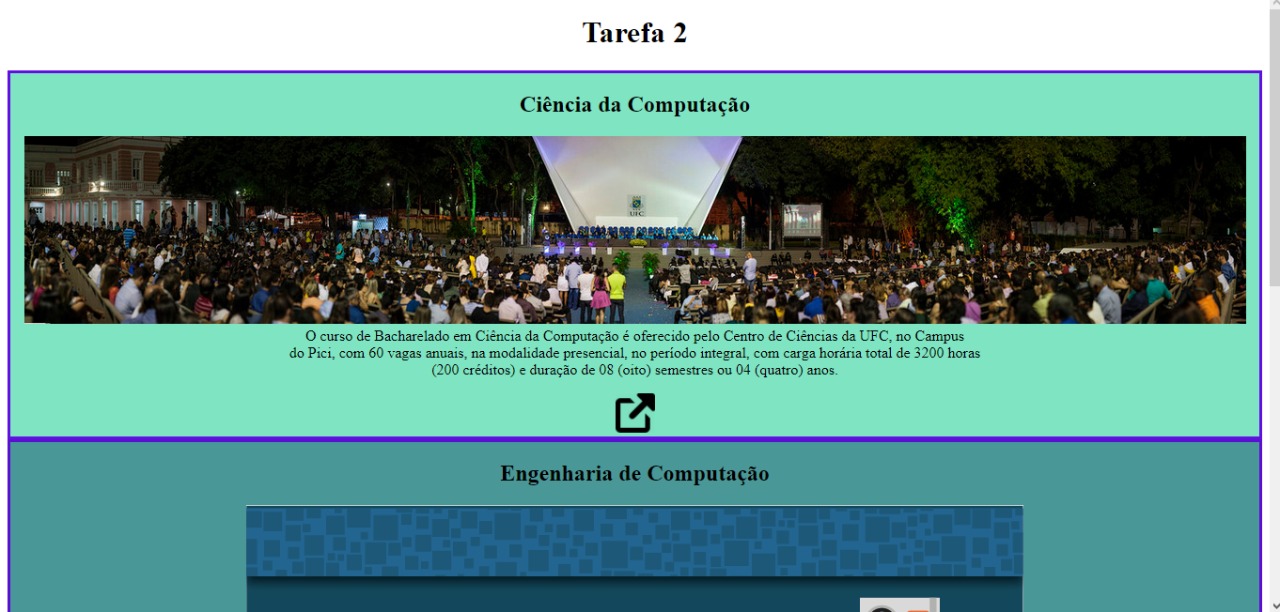 Tarefa 2
Ciência da Computação
UFC
O curso de Bacharelado em Ciência da Computação é oferecido pelo Centro de Ciências da UFC, no Campus
do Pici, com 60 vagas anuais, na modalidade presencial, no período integral, com carga horária total de 3200 horas
(200 créditos) e duração de 08 (oito) semestres ou 04 (quatro) anos.
Engenharia de Computação